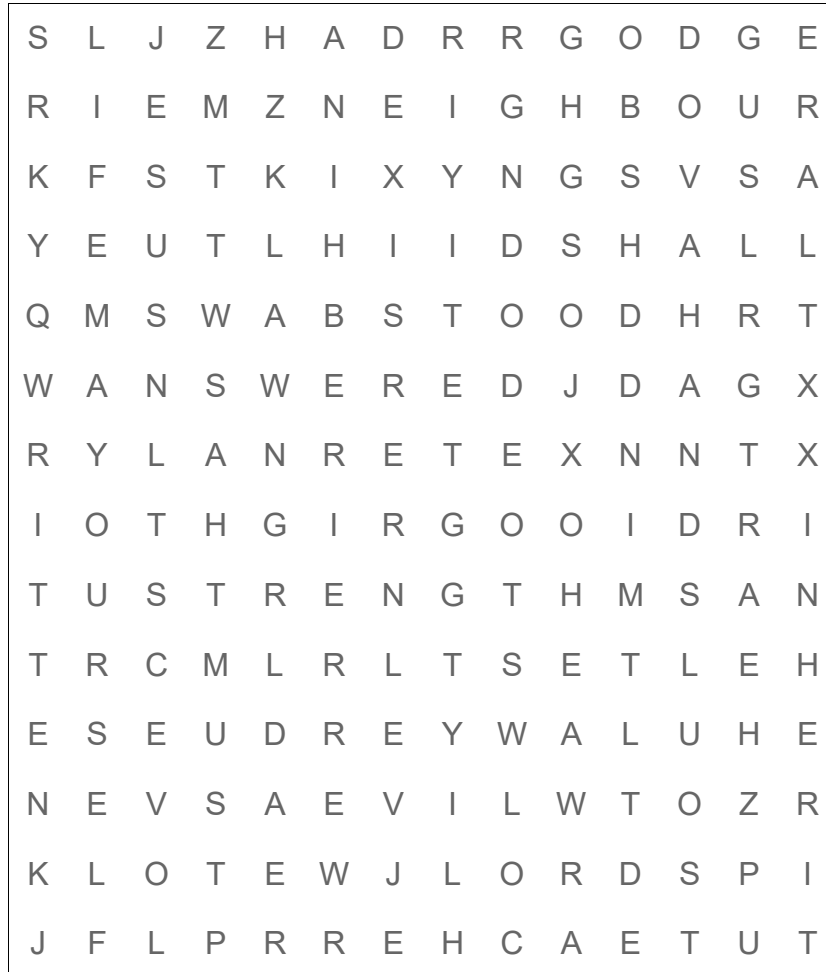 S L J Z H A D R R G O D G E
R I E M Z N E I G H B O U R
K F S T K I X Y N G S V S A
Y E U T L H I I D S H A L L
Q M S W A B S T O O D H R T
W A N S W E R E D J D A G X
R Y L A N R E T E X N N T X
I O T H G I R G O O I D R I
T U S T R E N G T H M S A N
T R C M L R L T S E T L E H
E S E U D R E Y W A L U H E
N E V S A E V I L W T O Z R
K L O T E W J L O R D S P I
J F L P R R E H C A E T U T